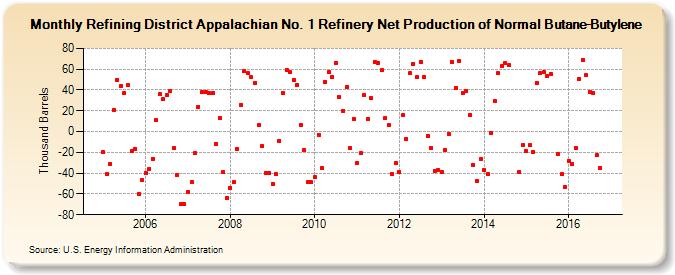 Monthly Refining District Appalachian No. 1 Refinery Net Production of Normal Butane-Butylene
Thousand Barrels
80
60
40
20
0
-20
-40
-60
-80
2006 2008 2010 2012 2014 2016
Source: U.S. Energy Information Administration